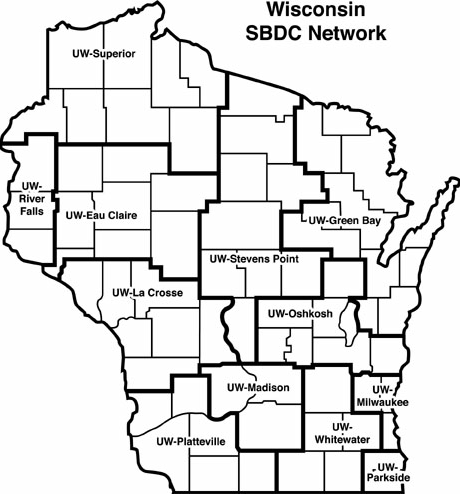 Wisconsin
SBDC Network
UW-Superior
UW-
River
Falls
UW-Eau Claire
UW-Green Bay
UW-Stevens Point
UW-La Crosse
UW-Oshkosh
UW-Madison
UW-
Milwaukee
UW-Platteville
UW-
Whitewater
UW-
Parkside